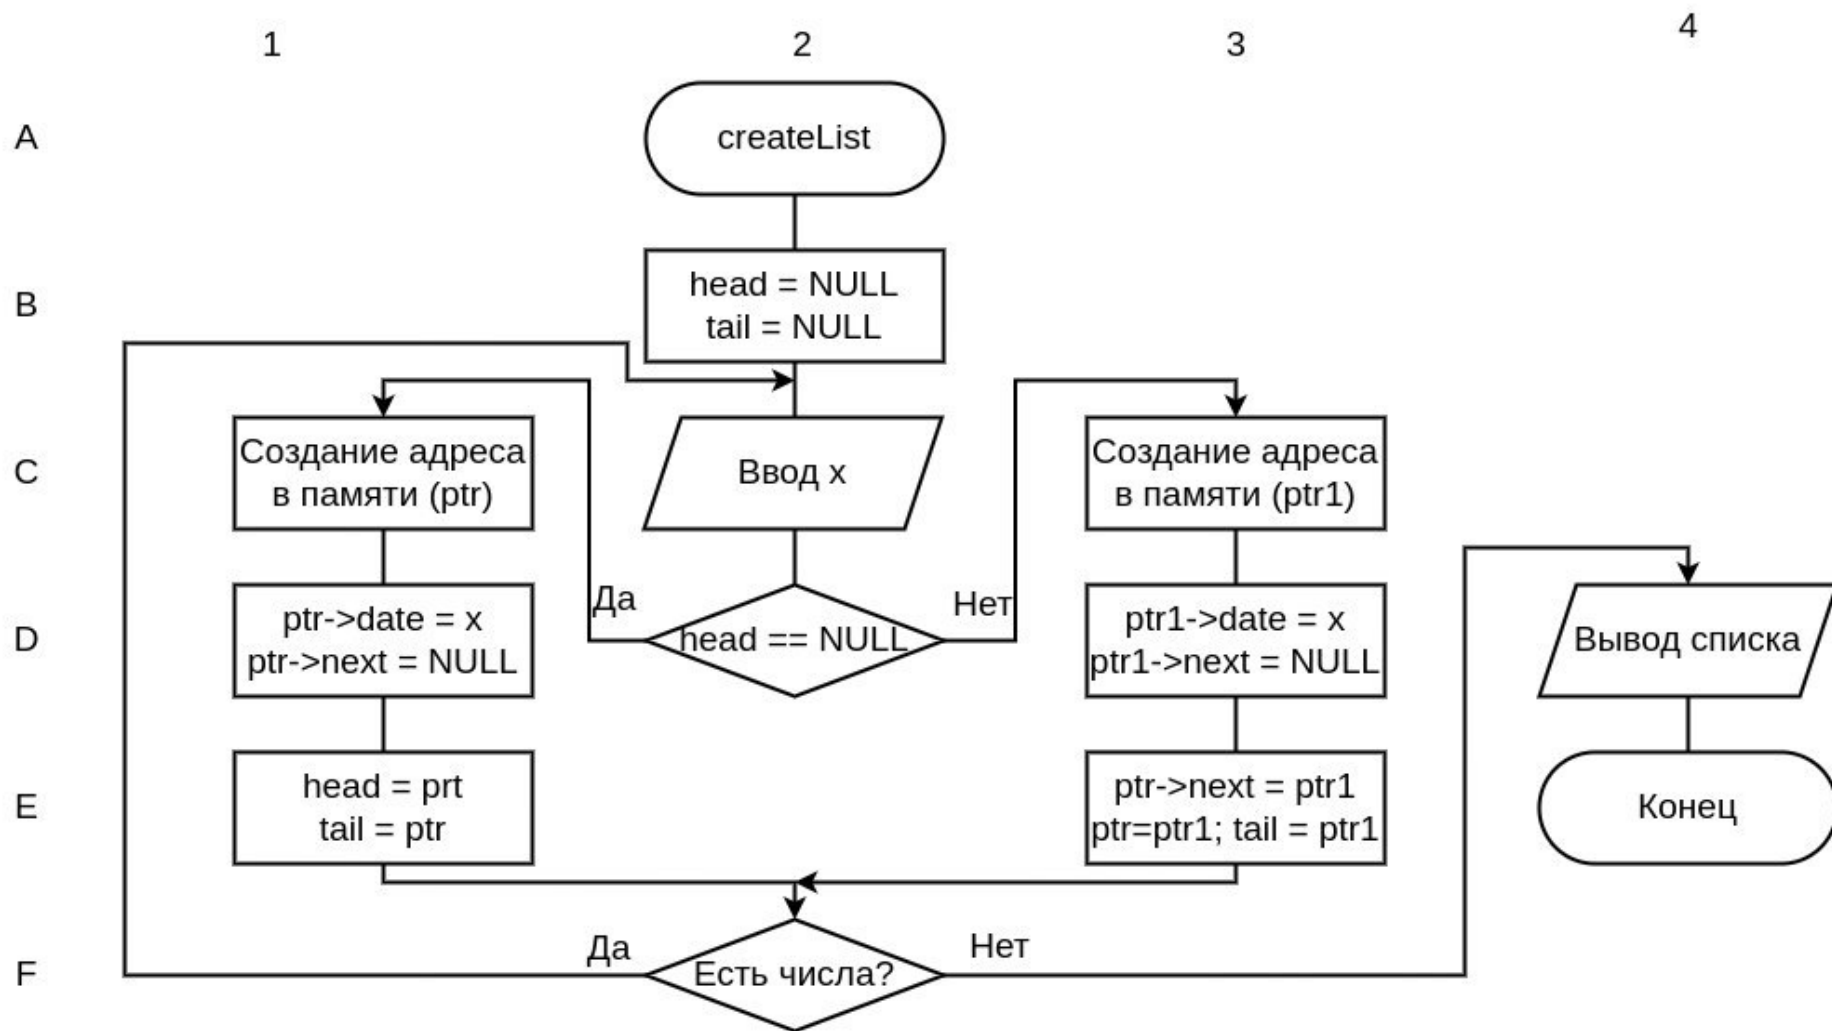 1
2
3
4
A
createList
B
head = NULL
tail = NULL
C
Создание адреса
в памяти (ptr)
Ввод x
Создание адреса
в памяти (ptr1)
D
ptr->date = x
ptr->next = NULL
Да
head == NULL
Нет
ptr1->date = x
ptr1->next = NULL
Вывод списка
E
head = prt
tail = ptr
ptr->next = ptr1
ptr=ptr1; tail = ptr1
Конец
F
Да
Есть числа?
Нет